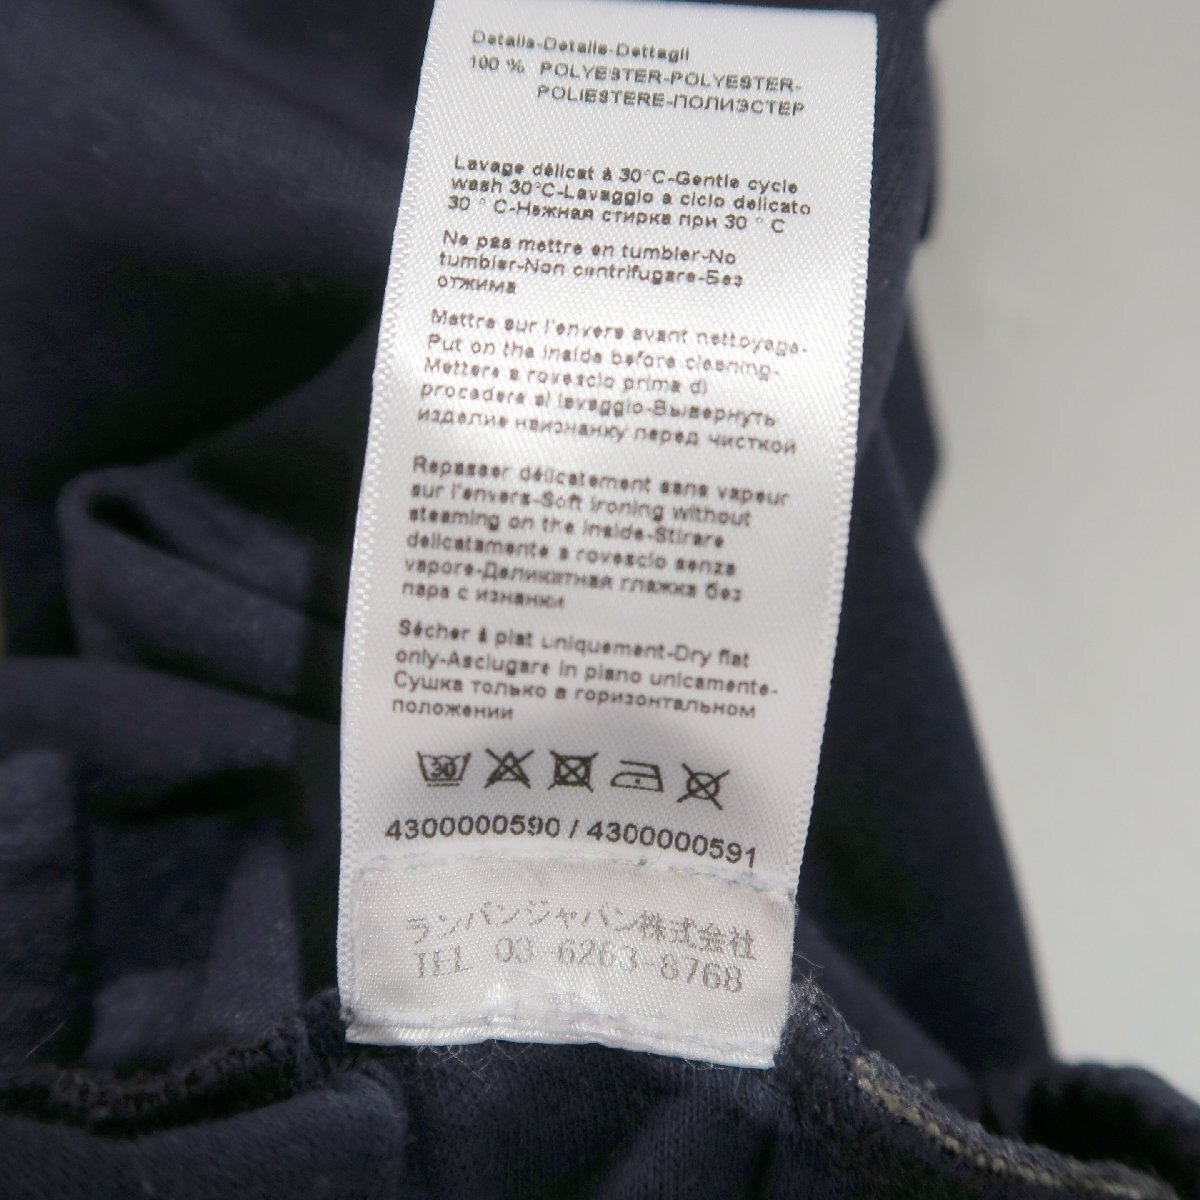 Details-Details-Dettagli
100 % POLYESTER-POLYESTER-
POLIESTERE-ПОЛИЭСТЕР
Lavage délicat à 30°C-Gentle cycle
wash 30°C-Lavaggio a ciclo delicato
30 ° C-Нежная стирка при 30 ° C
Ne pas mettre en tumbler-No
tumbler-Non centrifugare-Без
отжима
Mettre sur l'envers avant nettoyage-
Put on the inside before cleaning-
Mettere a rovescio prima di
procedere al lavaggio-Вывернуть
изделие наизнанку перед чисткой
Repasser délicatement sans vapeur
sur l'envers-Soft ironing without
steaming on the inside-Stirare
delicatamente a rovescio senza
vapore-Деликатная глажка без
пара с изнанки
Sécher à plat uniquement-Dry flat
only-Asciugare in piano unicamente-
Сушка только в горизонтальном
положении
30
4300000590 / 4300000591
ランバンジャパン株式会社
TEL 03-6263-8768